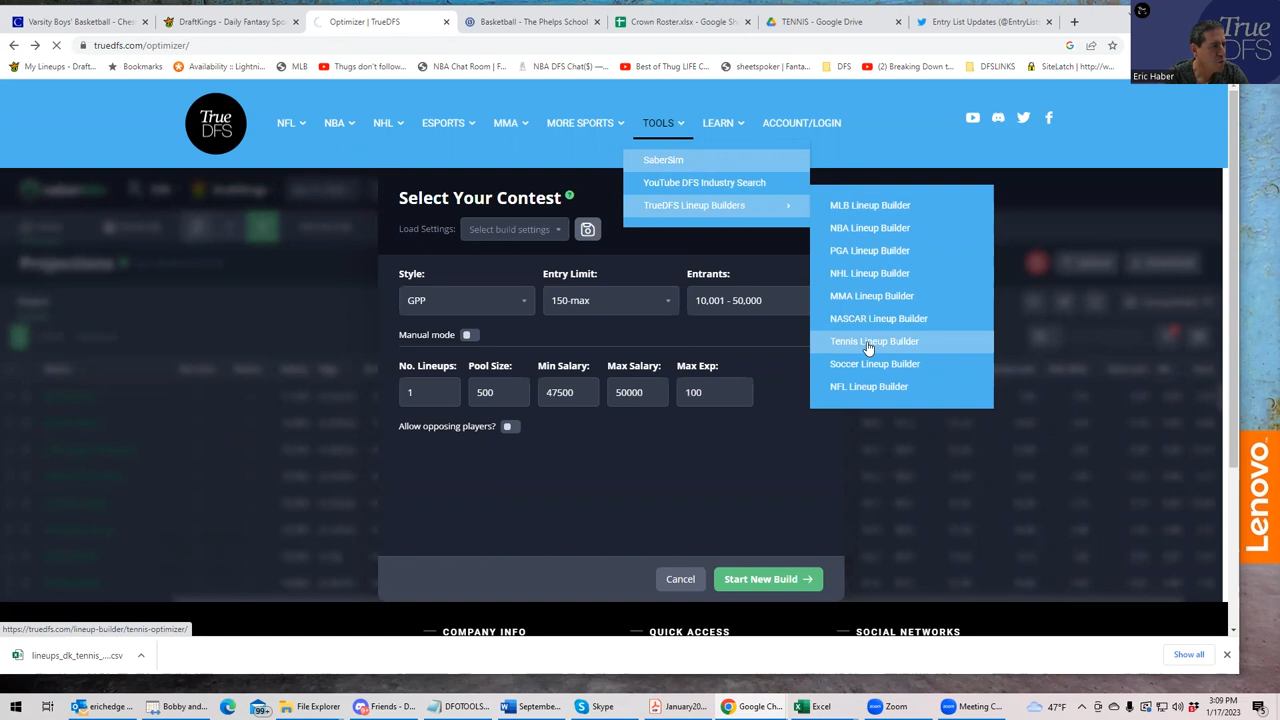 Varsity Boys' Basketball - Chesh
DraftKings - Daily Fantasy Spor
Optimizer | TrueDFS
Basketball — The Phelps School
Crown Roster.xlsx - Google Sh
TENNIS - Google Drive
Entry List Updates (@EntryLists
truedfs.com/optimizer/
My Lineups - Draft...
Bookmarks
Availability :: Lightni...
MLB
Thugs don't follow...
NBA Chat Room | F...
NBA DFS Chat($) —...
Best of Thug LIFE C...
sheetspoker | Fanta...
DFS
(2) Breaking Down t...
DFSLINKS
SiteLatch | http://w...
True
DFS
Eric Haber
True
DFS
NFL
NBA
NHL
ESPORTS
MMA
MORE SPORTS
TOOLS
LEARN
ACCOUNT/LOGIN
SaberSim
YouTube DFS Industry Search
TrueDFS Lineup Builders
MLB Lineup Builder
NBA Lineup Builder
PGA Lineup Builder
NHL Lineup Builder
MMA Lineup Builder
NASCAR Lineup Builder
Tennis Lineup Builder
Soccer Lineup Builder
NFL Lineup Builder
Select Your Contest
Load Settings:
Select build settings
Style:
Entry Limit:
Entrants:
GPP
150-max
10,001 - 50,000
Manual mode
No. Lineups:
Pool Size:
Min Salary:
Max Salary:
Max Exp:
1
500
47500
50000
100
Allow opposing players?
Projections
Cancel
Start New Build
Lenovo
https://truedfs.com/lineup-builder/tennis-optimizer/
COMPANY INFO
QUICK ACCESS
SOCIAL NETWORKS
lineups_dk_tennis_....csv
Show all
erichedge
99+
Bobby and...
File Explorer
Friends - D...
DFOTOOLS...
Septembe...
Skype
January20...
Google Ch...
Excel
Zoom
Meeting C...
47°F
3:09 PM
1/17/2023